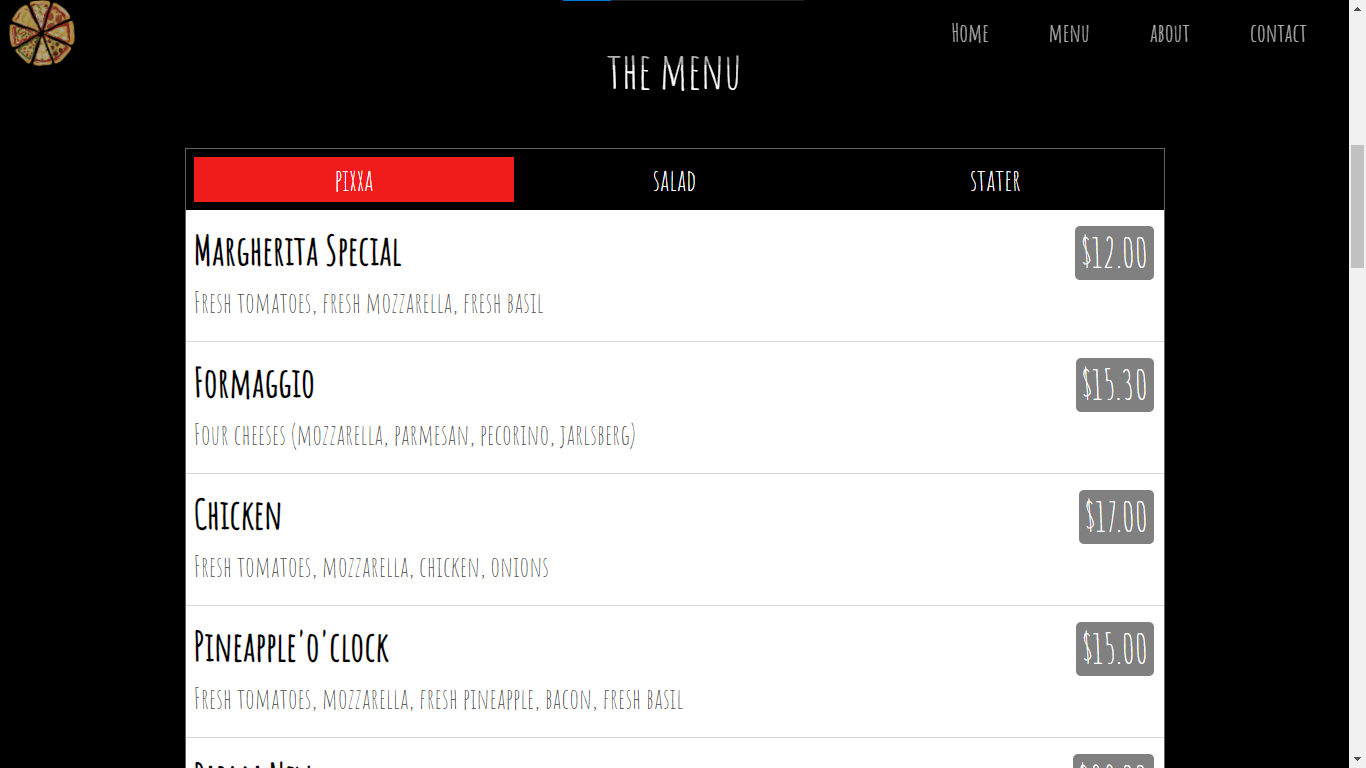 Home menu about contact
THE MENU
PIXXA SALAD STATER
Margherita Special $12.00
Fresh tomatoes, fresh mozzarella, fresh basil
Formaggio $15.30
Four cheeses (mozzarella, parmesan, pecorino, jarlsberg)
Chicken $17.00
Fresh tomatoes, mozzarella, chicken, onions
Pineapple'o'clock $15.00
Fresh tomatoes, mozzarella, fresh pineapple, bacon, fresh basil